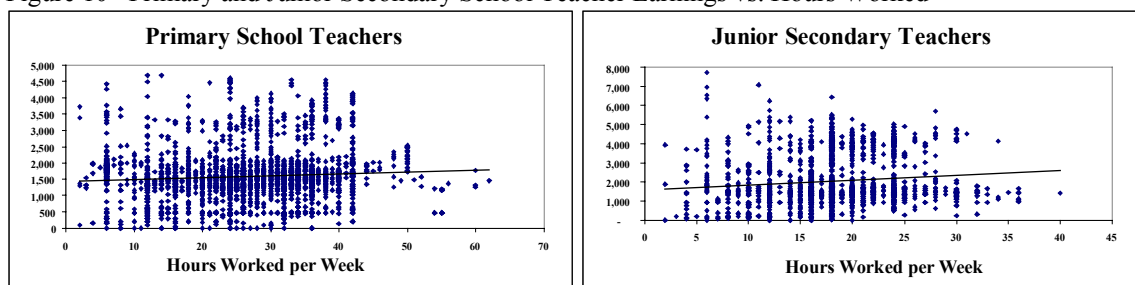 Figure 10 Primary and Junior Secondary School Teacher Earnings vs. Hours Worked
Primary School Teachers
5,000
4,500
4,000
3,500
3,000
2,500
2,000
1,500
1,000
500
0
0 10 20 30 40 50 60 70
Hours Worked per Week
Junior Secondary Teachers
8,000
7,000
6,000
5,000
4,000
3,000
2,000
1,000
-
0 5 10 15 20 25 30 35 40 45
Hours Worked per Week